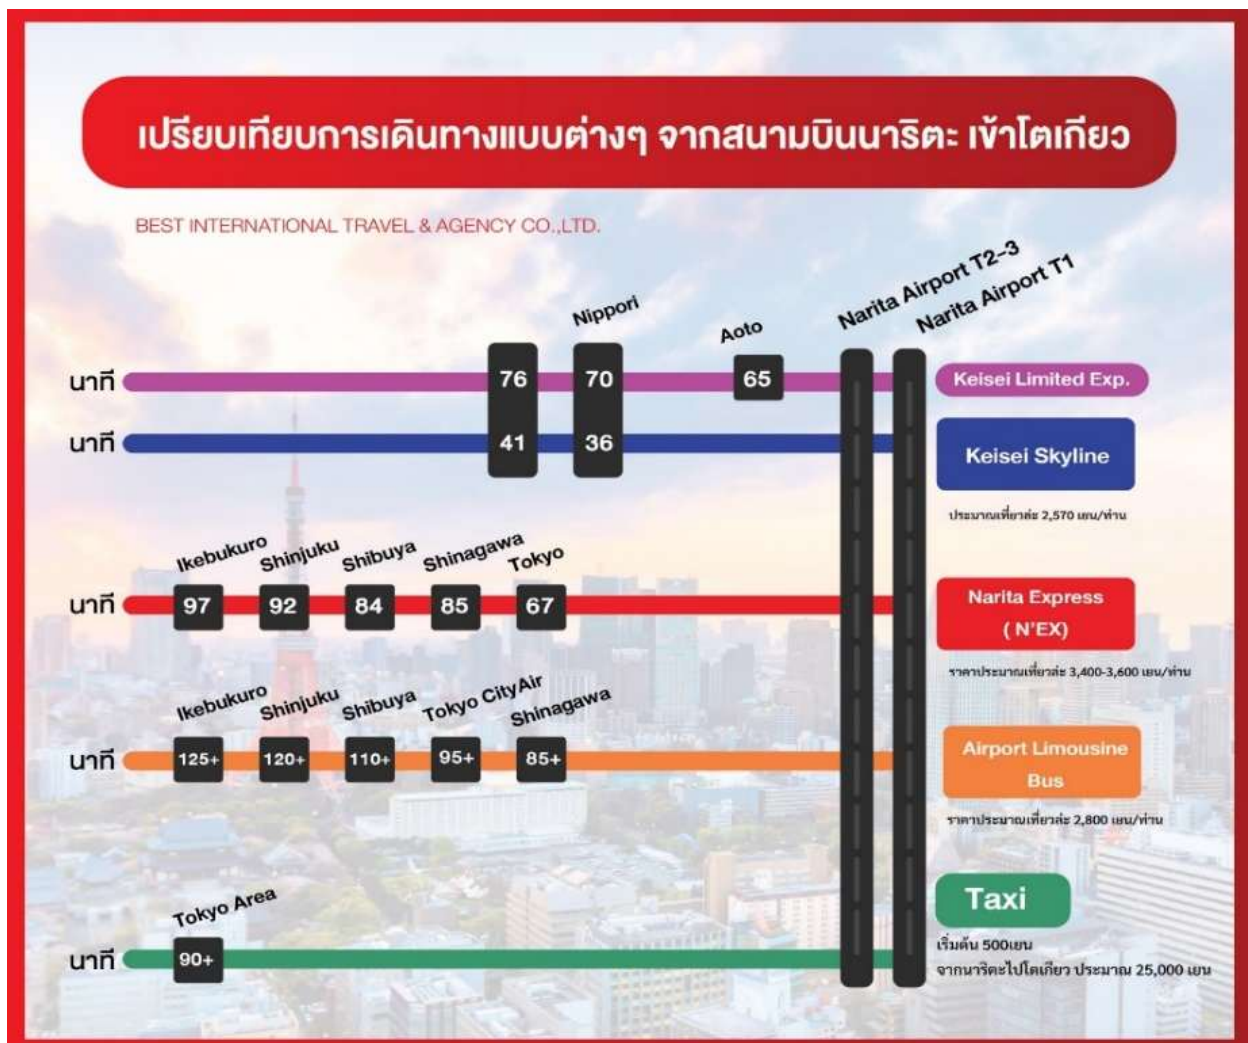 เปรียบเทียบการเดินทางแบบต่างๆ จากสนามบินนาริตะ เข้าโตเกียว
BEST INTERNATIONAL TRAVEL & AGENCY CO.,LTD.
Nippori
Aoto
Narita Airport T2-3
Narita Airport T1
นาที 76 70 65 Keisei Limited Exp.
นาที 41 36 Keisei Skyline
ประมาณเที่ยวล่ะ 2,570 เยน/ท่าน
Ikebukuro Shinjuku Shibuya Shinagawa Tokyo
นาที 97 92 84 85 67 Narita Express
( N'EX)
ราคาประมาณเที่ยวล่ะ 3,400-3,600 เยน/ท่าน
Ikebukuro Shinjuku Shibuya Tokyo CityAir Shinagawa
นาที 125+ 120+ 110+ 95+ 85+ Airport Limousine
Bus
ราคาประมาณเที่ยวล่ะ 2,800 เยน/ท่าน
Tokyo Area
Taxi
นาที 90+
เริ่มต้น 500เยน
จากนาริตะไปโตเกียว ประมาณ 25,000 เยน